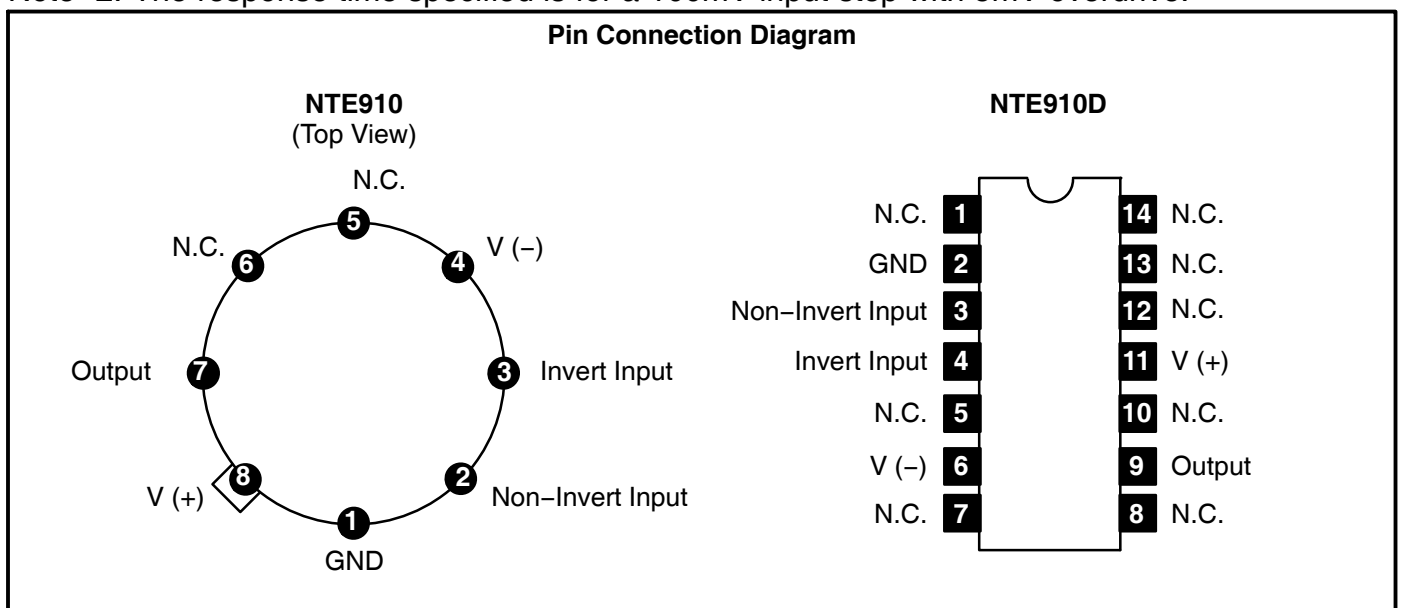 Note 2. The response time specified is for a 100mV input step with 5mV overdrive.
Pin Connection Diagram
NTE910
(Top View)
N.C.
5
N.C.
6
V (−)
4
Output
7
3
Invert Input
V (+)
8
2
Non−Invert Input
1
GND
NTE910D
N.C. 1
14 N.C.
GND 2
13 N.C.
Non−Invert Input 3
12 N.C.
Invert Input 4
11 V (+)
N.C. 5
10 N.C.
V (−) 6
9 Output
N.C. 7
8 N.C.